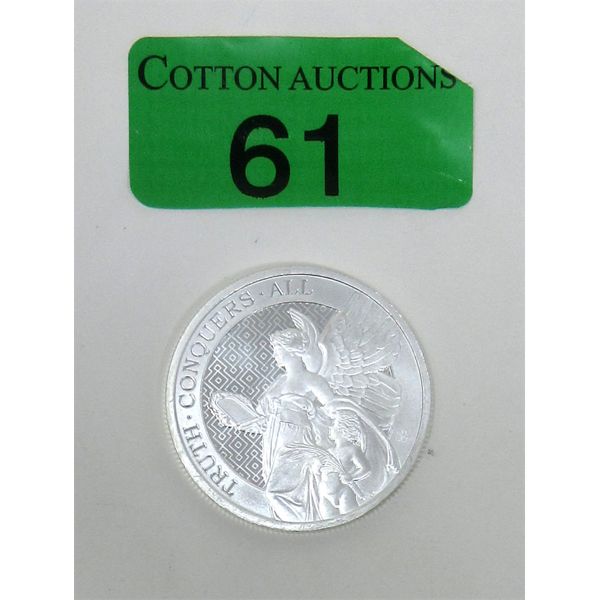 COTTON AUCTIONS
61
TRUTH · CONQUERS · ALL